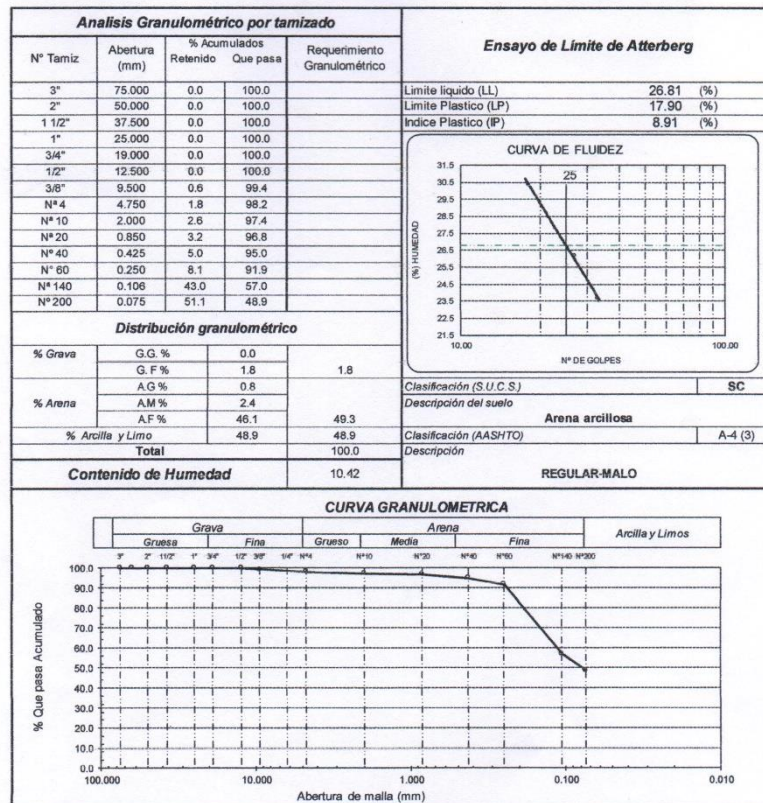 Analisis Granulométrico por tamizado
N° Tamiz Abertura (mm) % Acumulados Retenido Que pasa Requerimiento Granulométrico
3" 75.000 0.0 100.0
2" 50.000 0.0 100.0
1 1/2" 37.500 0.0 100.0
1" 25.000 0.0 100.0
3/4" 19.000 0.0 100.0
1/2" 12.500 0.0 100.0
3/8" 9.500 0.6 99.4
Nª 4 4.750 1.8 98.2
Nª 10 2.000 2.6 97.4
Nª 20 0.850 3.2 96.8
Nº 40 0.425 5.0 95.0
N° 60 0.250 8.1 91.9
Nª 140 0.106 43.0 57.0
Nº 200 0.075 51.1 48.9
Distribución granulométrico
% Grava G.G. % 0.0
G. F % 1.8 1.8
A.G % 0.8
% Arena A.M % 2.4
A.F % 46.1 49.3
% Arcilla y Limo 48.9 48.9
Total 100.0
Contenido de Humedad 10.42
Ensayo de Límite de Atterberg
Limite liquido (LL) 26.81 (%)
Limite Plastico (LP) 17.90 (%)
Indice Plastico (IP) 8.91 (%)
CURVA DE FLUIDEZ
25
(%) HUMEDAD
31.5
30.5
29.5
28.5
27.5
26.5
25.5
24.5
23.5
22.5
21.5
10.00 100.00
Nº DE GOLPES
Clasificación (S.U.C.S.) SC
Descripción del suelo
Arena arcillosa
Clasificación (AASHTO) A-4 (3)
Descripción
REGULAR-MALO
CURVA GRANULOMETRICA
Grava Arena Arcilla y Limos
Gruesa Fina Grueso Media Fina
3" 2" 11/2" 1" 3/4" 1/2" 3/8" 1/4" Nº4 Nº10 Nº20 Nº40 Nº60 Nº140 Nº200
% Que pasa Acumulado
100.0
90.0
80.0
70.0
60.0
50.0
40.0
30.0
20.0
10.0
0.0
100.000 10.000 1.000 0.100 0.010
Abertura de malla (mm)